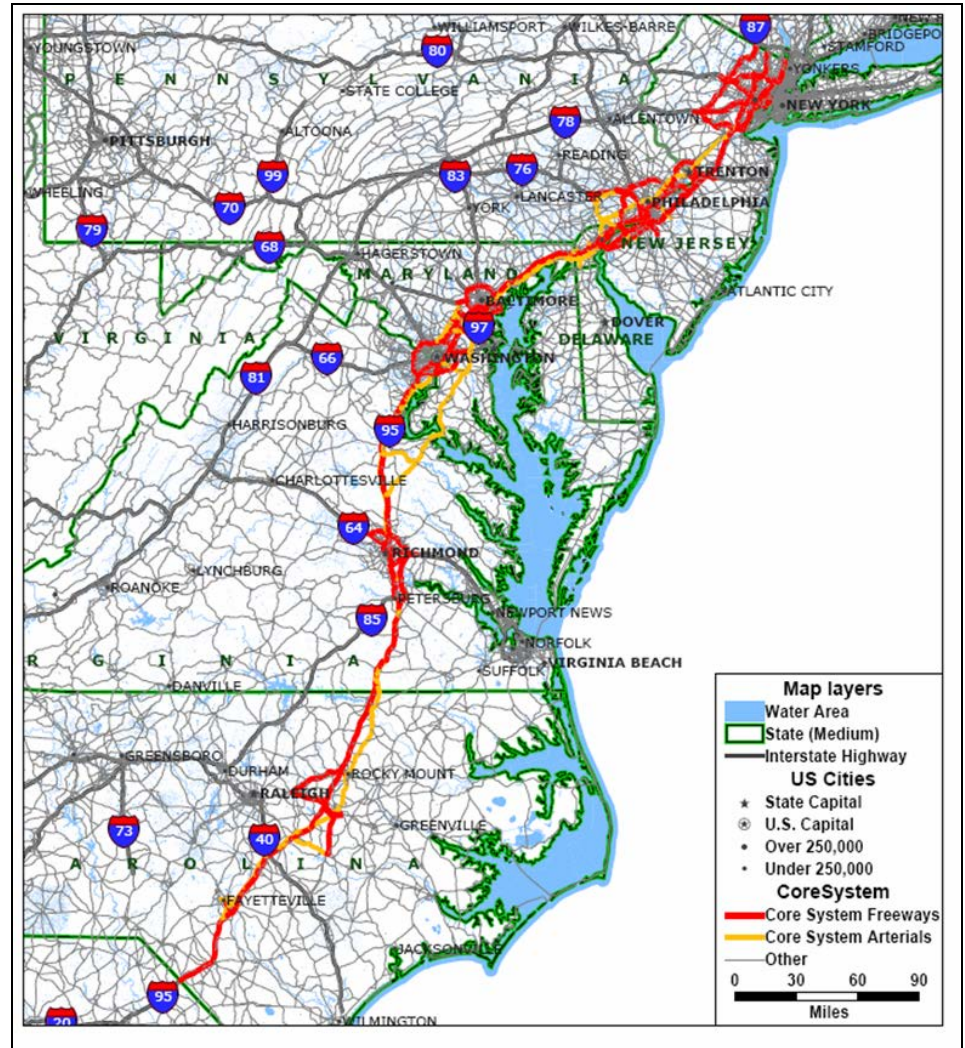 WILLIAMSPORT
WILKES-BARRE
87
BRIDGEPO
YOUNGSTOWN
80
STAMFORD
YONKERS
P E N N S Y L V A N I A
STATE COLLEGE
NEW YORK
78
ALLENTOWN
ALTOONA
PITTSBURGH
READING
99
83
76
TRENTON
WHEELING
LANCASTER
70
YORK
PHILADELPHIA
79
68
NEW JERSEY
HAGERSTOWN
M A R Y L A N D
ATLANTIC CITY
BALTIMORE
97
DOVER
V I R G I N I A
DELAWARE
66
WASHINGTON
81
HARRISONBURG
95
CHARLOTTESVILLE
64
RICHMOND
LYNCHBURG
ROANOKE
PETERSBURG
85
NEWPORT NEWS
NORFOLK
R G I N I A
SUFFOLK
VIRGINIA BEACH
DANVILLE
GREENSBORO
DURHAM
ROCKY MOUNT
RALEIGH
73
40
GREENVILLE
A R O L I N A
FAYETTEVILLE
JACKSONVILLE
95
20
WILMINGTON
Map layers
Water Area
State (Medium)
Interstate Highway
US Cities
State Capital
U.S. Capital
Over 250,000
Under 250,000
CoreSystem
Core System Freeways
Core System Arterials
Other
0 30 60 90
Miles